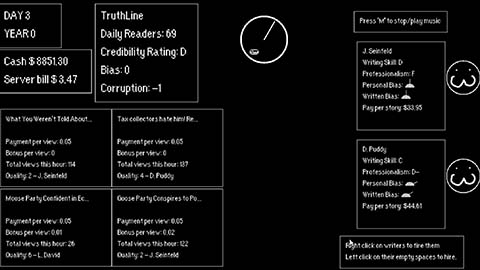 DAY 3
YEAR 0
Cash $ 8851.30
Server bill $ 3.47
TruthLine
Daily Readers: 69
Credibility Rating: D
Bias: 0
Corruption: -1
Press 'M' to stop/play music
J. Seinfeld
Writing Skill: D
Professionalism: F
Personal Bias:
Written Bias:
Pay per story: $33.95
D. Puddy
Writing Skill: C
Professionalism: D-
Personal Bias:
Written Bias:
Pay per story: $44.61
What You Weren't Told About...
Payment per view: 0.05
Bonus per view: 0
Total views this hour: 114
Quality: 2 - J. Seinfeld
Tax collectors hate him! Re...
Payment per view: 0.05
Bonus per view: 0
Total views this hour: 137
Quality: 4 - D. Puddy
Moose Party Confident in Ec...
Payment per view: 0.05
Bonus per view: 0.01
Total views this hour: 26
Quality: 6 - L. David
Goose Party Conspires to Po...
Payment per view: 0.05
Bonus per view: 0.02
Total views this hour: 122
Quality: 2 - J. Seinfeld
Right click on writers to fire them
Left click on their empty spaces to hire.